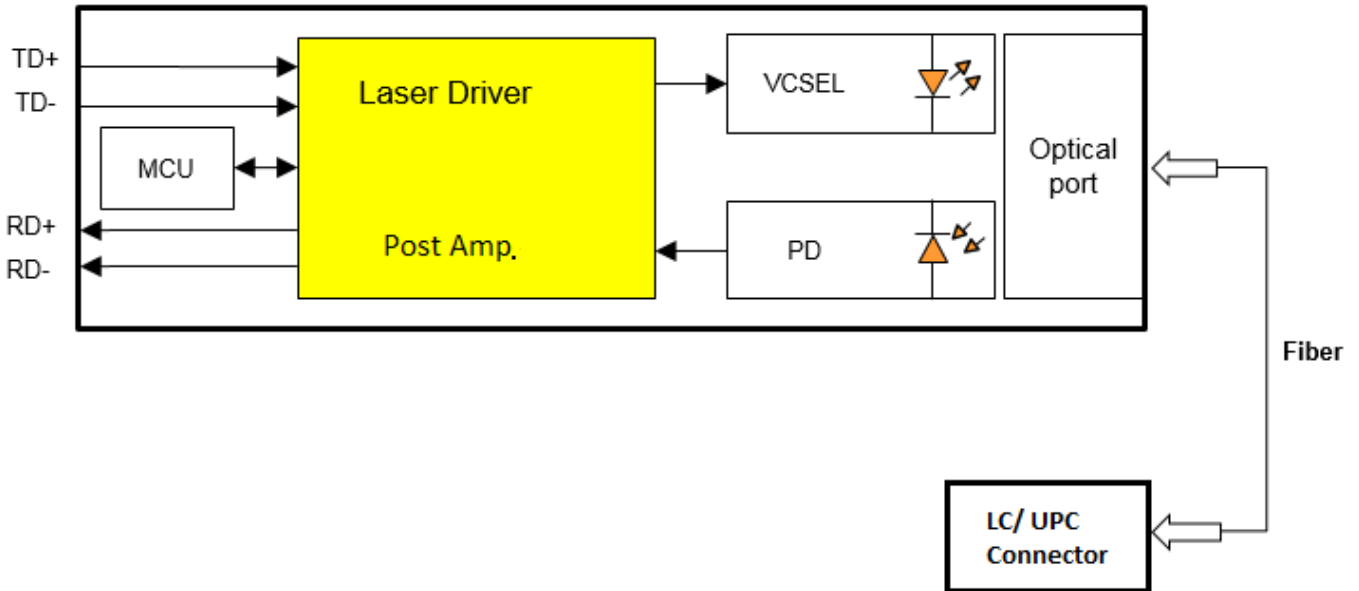 TD+
TD-
MCU
RD+
RD-
Laser Driver
Post Amp.
VCSEL
PD
Optical
port
Fiber
LC/ UPC
Connector